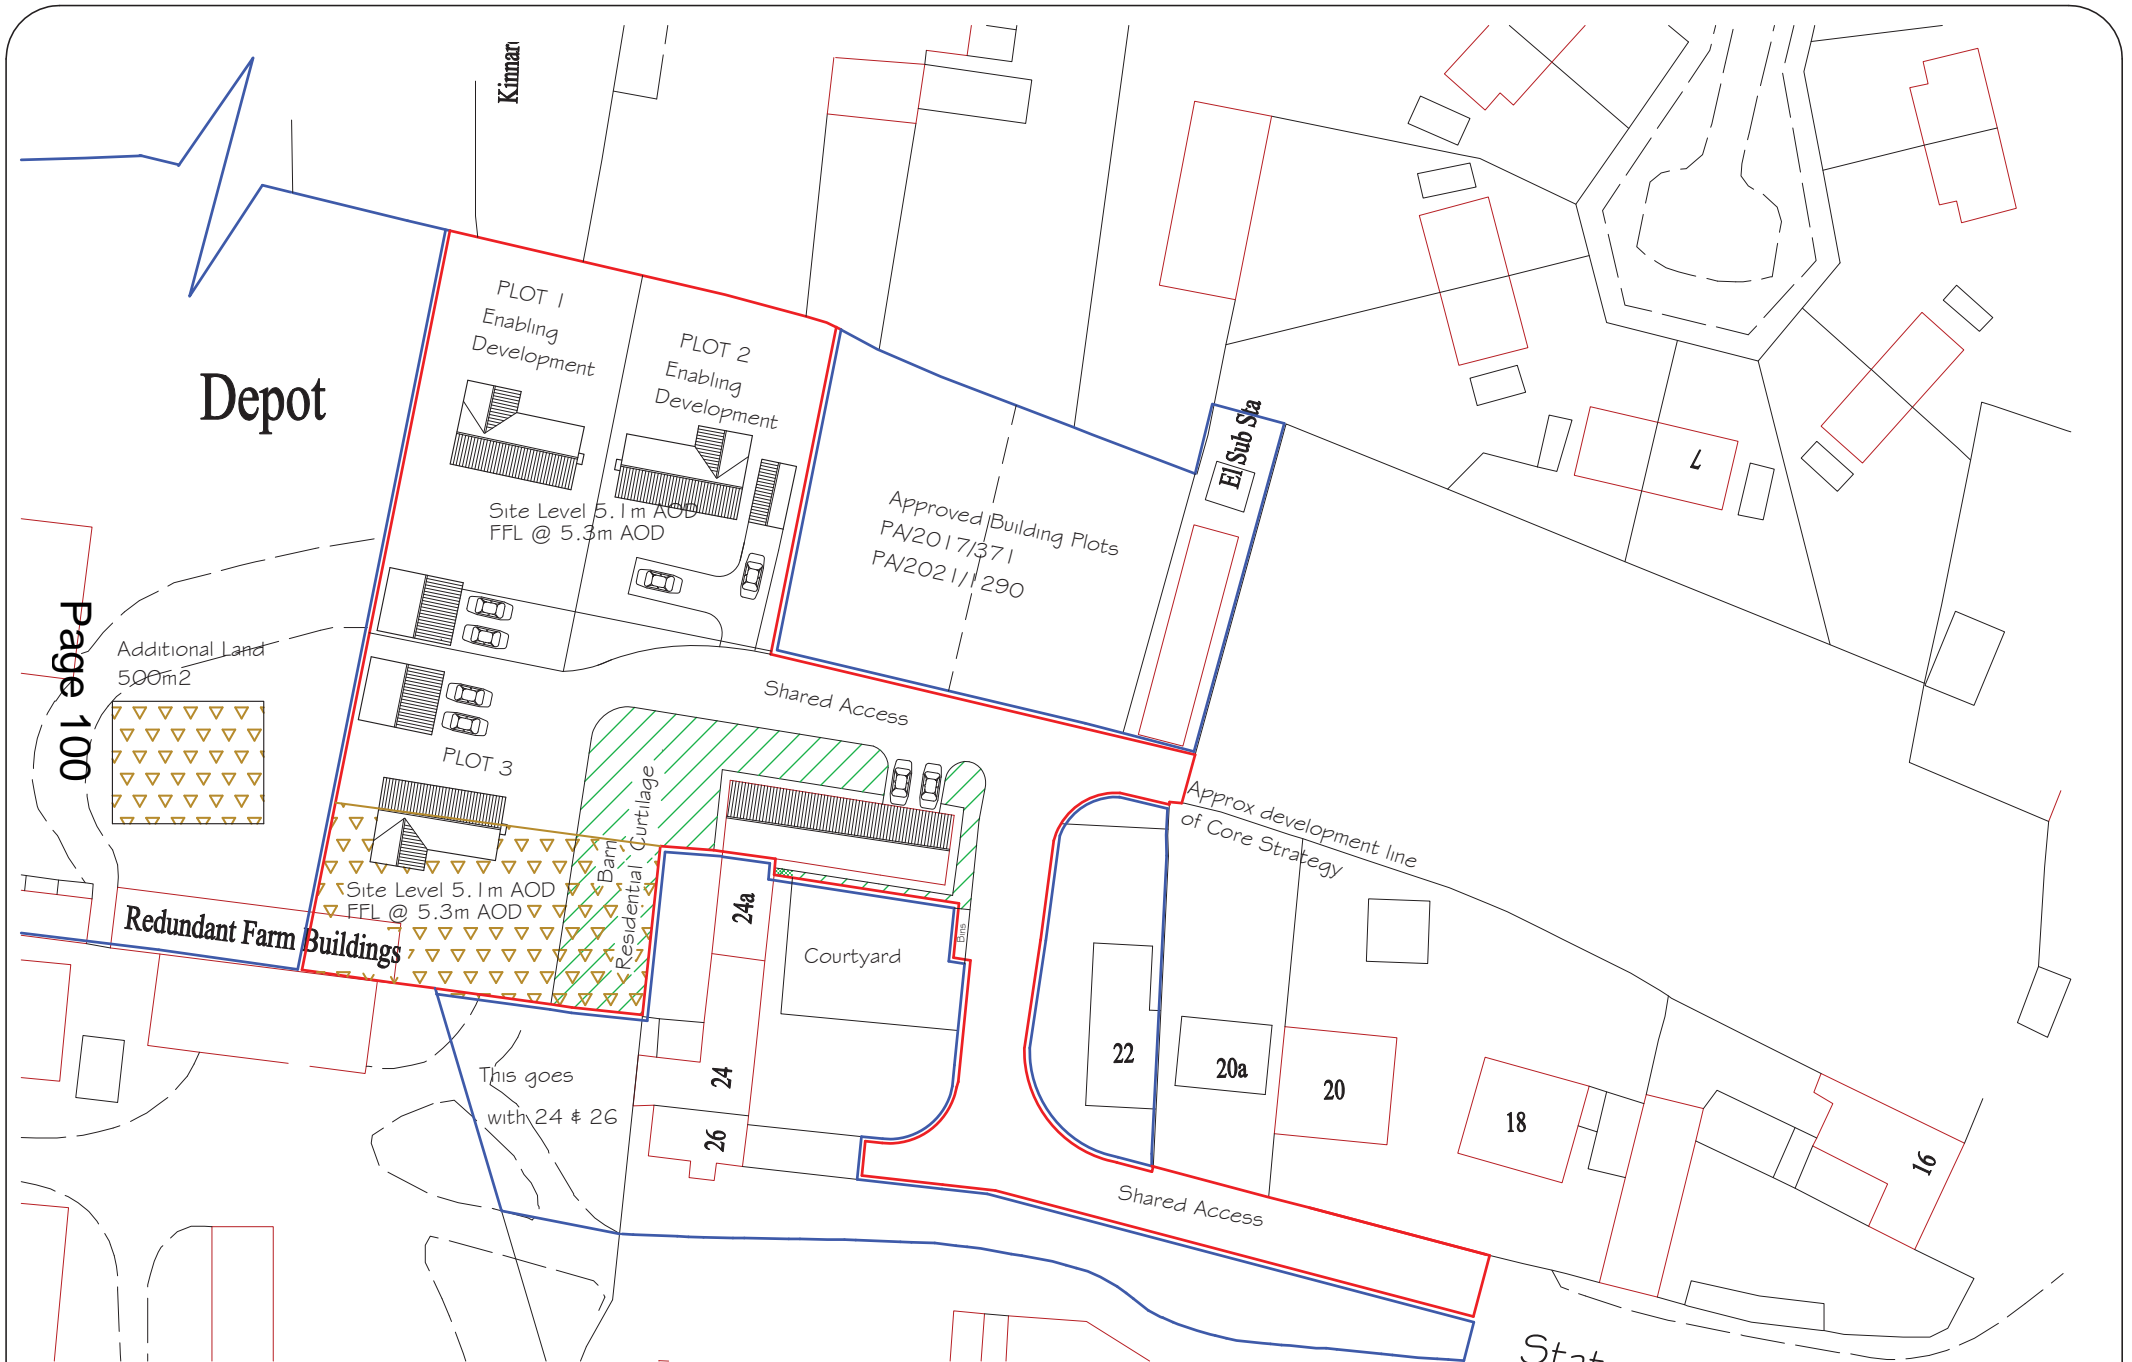 Kinnar
PLOT 1
Enabling
Development
PLOT 2
Enabling
Development
Depot
El Sub Sta
7
Site Level 5.1m AOD
FFL @ 5.3m AOD
Approved Building Plots
PA/2017/371
PA/2021/1290
Page 100
Additional Land
500m2
Shared Access
PLOT 3
Approx development line
of Core Strategy
Barn
Residential Curtilage
Site Level 5.1m AOD
FFL @ 5.3m AOD
Redundant Farm Buildings
24a
Courtyard
Bins
22
20a
20
18
16
24
26
This goes
with 24 & 26
Shared Access
Stat